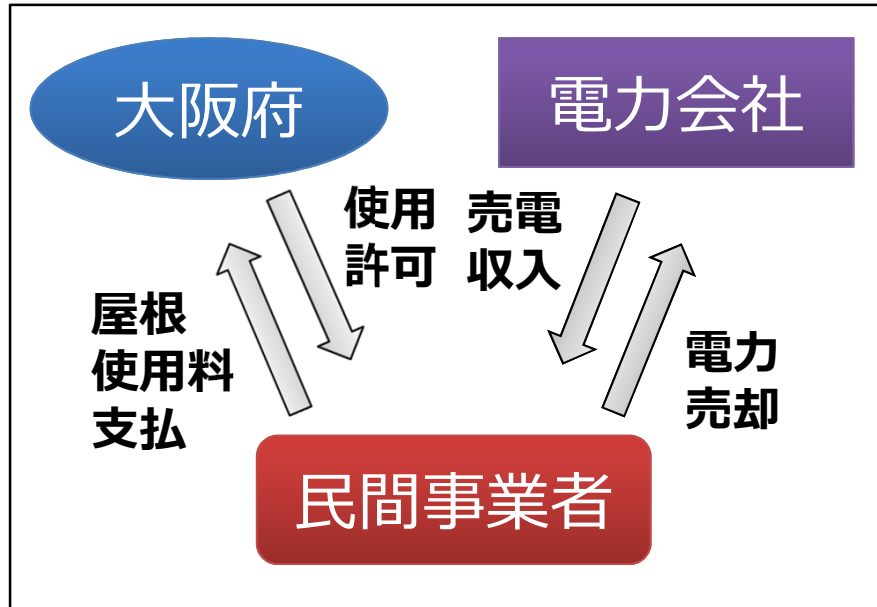 大阪府
電力会社
使用
許可
売電
収入
屋根
使用料
支払
電力
売却
民間事業者